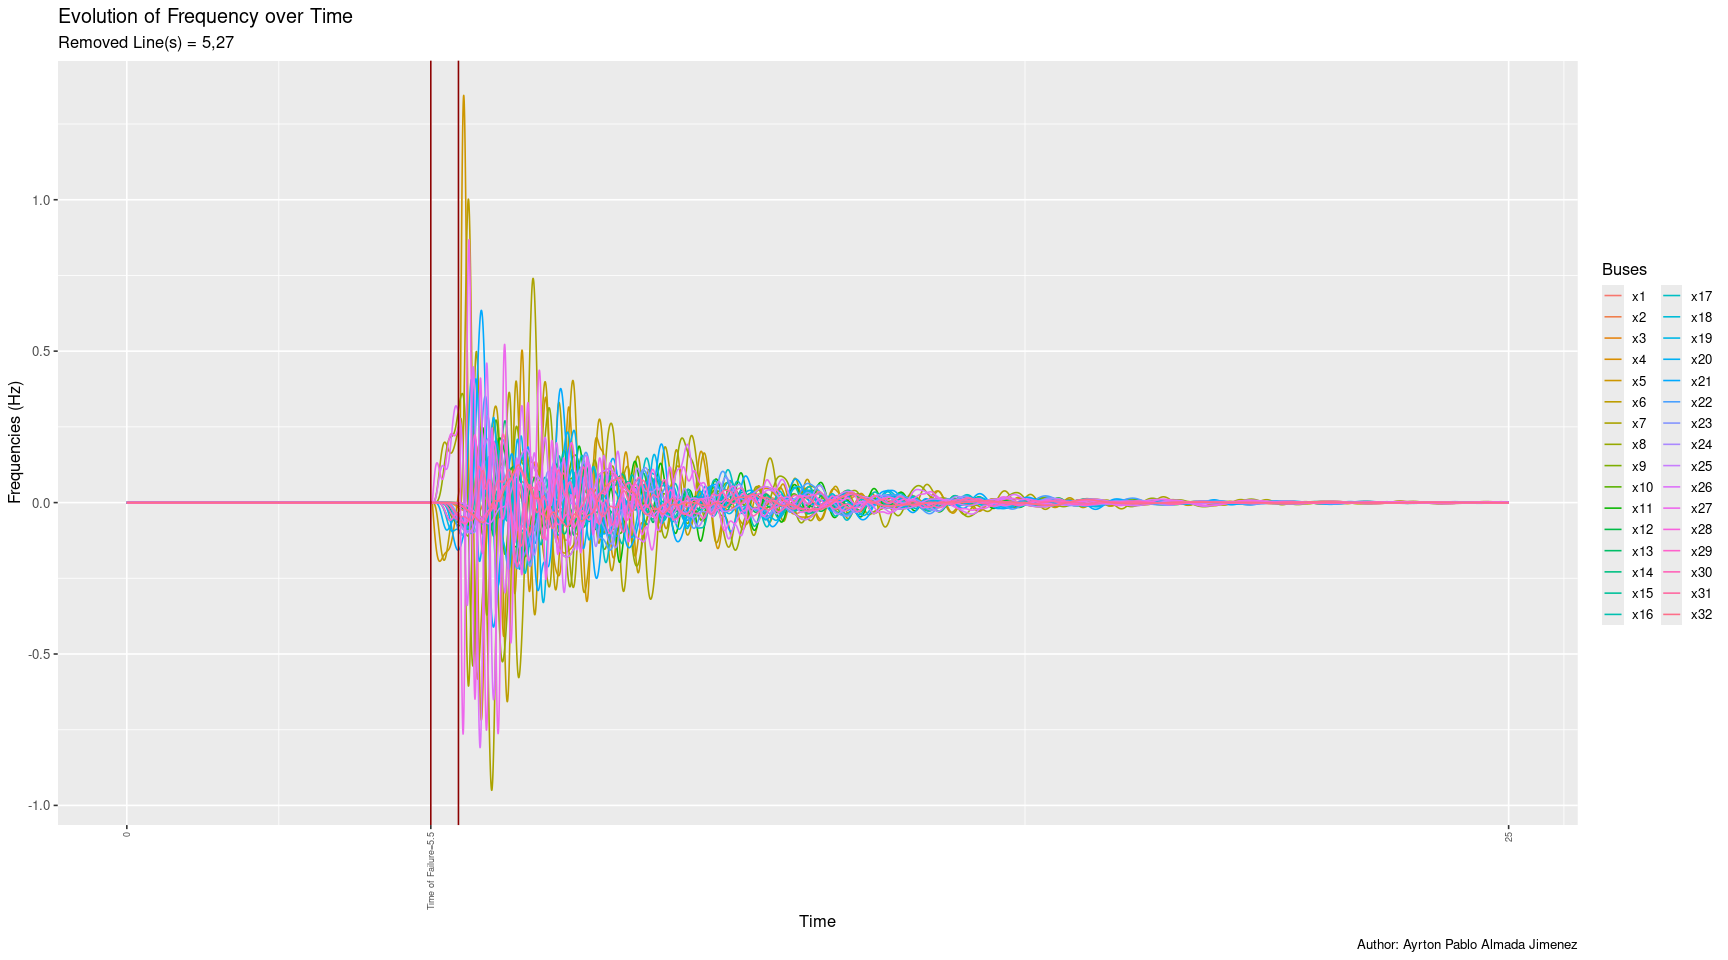 Evolution of Frequency over Time
Removed Line(s) = 5,27
Frequencies (Hz)
1.0
0.5
0.0
-0.5
-1.0
0
Time of Failure=5.5
25
Time
Buses
x1
x2
x3
x4
x5
x6
x7
x8
x9
x10
x11
x12
x13
x14
x15
x16
x17
x18
x19
x20
x21
x22
x23
x24
x25
x26
x27
x28
x29
x30
x31
x32
Author: Ayrton Pablo Almada Jimenez